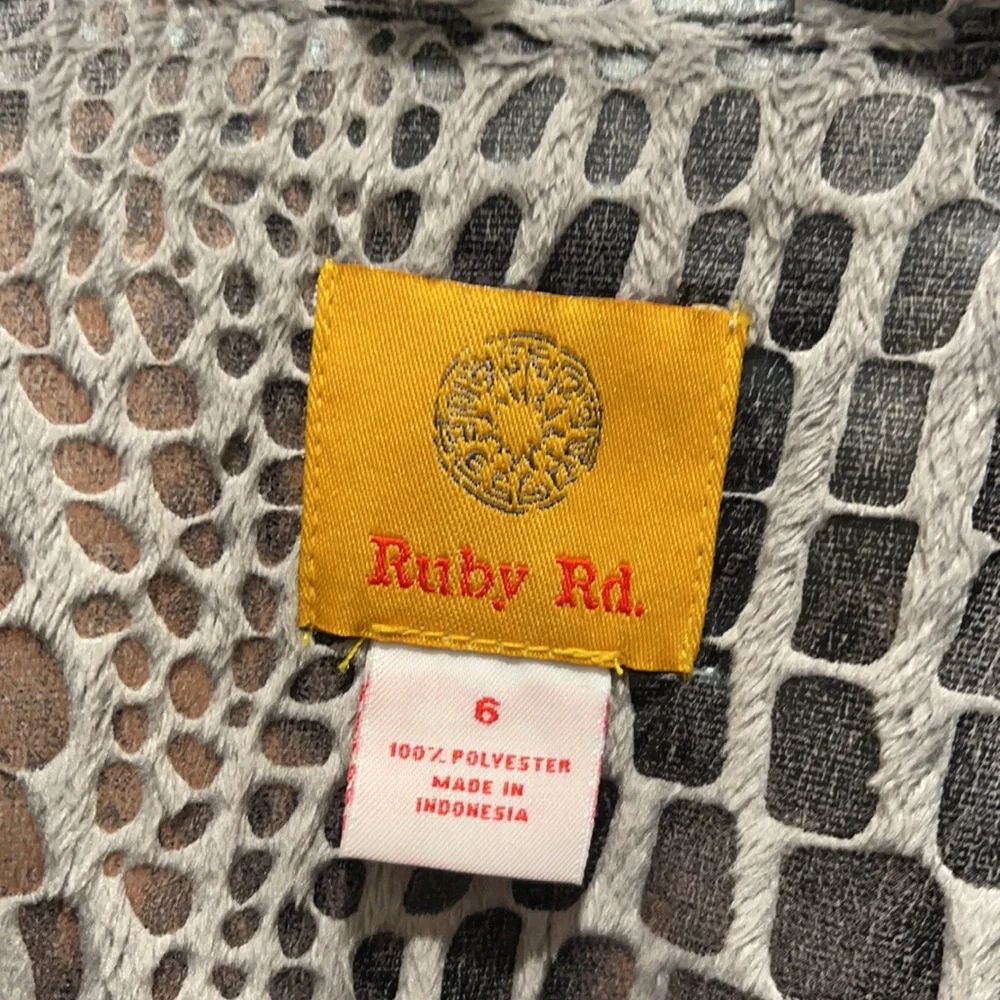 Ruby Rd.
6
100% POLYESTER
MADE IN
INDONESIA